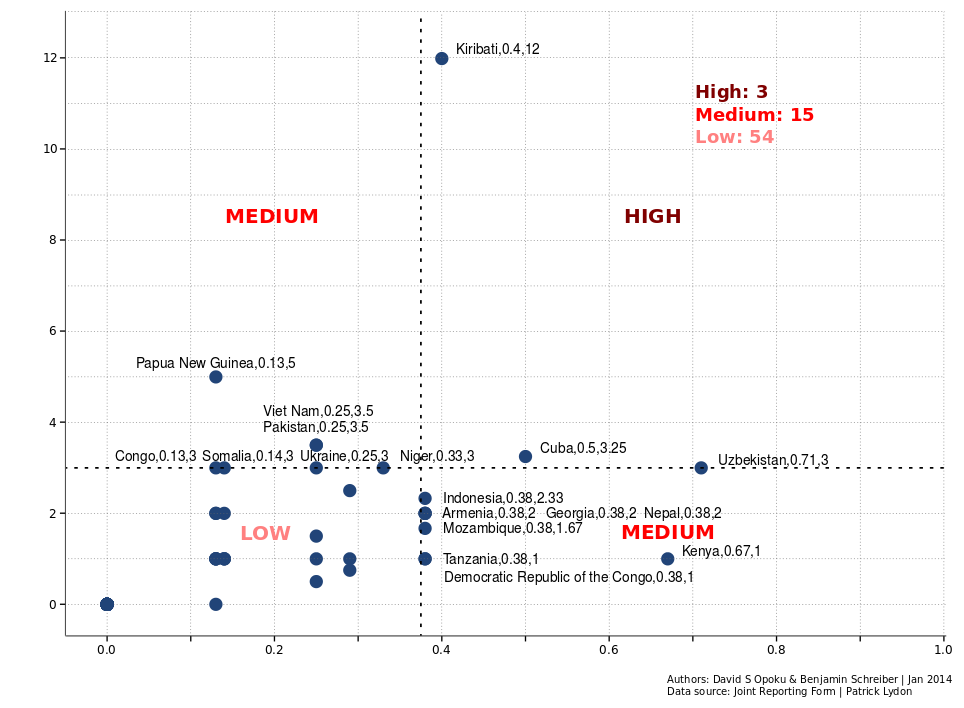 12
Kiribati,0.4,12
High: 3
Medium: 15
Low: 54
10
MEDIUM
HIGH
8
6
Papua New Guinea,0.13,5
Viet Nam,0.25,3.5
4
Pakistan,0.25,3.5
Congo,0.13,3 Somalia,0.14,3 Ukraine,0.25,3 Niger,0.33,3
Cuba,0.5,3.25
Uzbekistan,0.71,3
Indonesia,0.38,2.33
2
Armenia,0.38,2 Georgia,0.38,2 Nepal,0.38,2
Mozambique,0.38,1.67
LOW
MEDIUM
Kenya,0.67,1
Tanzania,0.38,1
Democratic Republic of the Congo,0.38,1
0
0.0 0.2 0.4 0.6 0.8 1.0
Authors: David S Opoku & Benjamin Schreiber | Jan 2014
Data source: Joint Reporting Form | Patrick Lydon